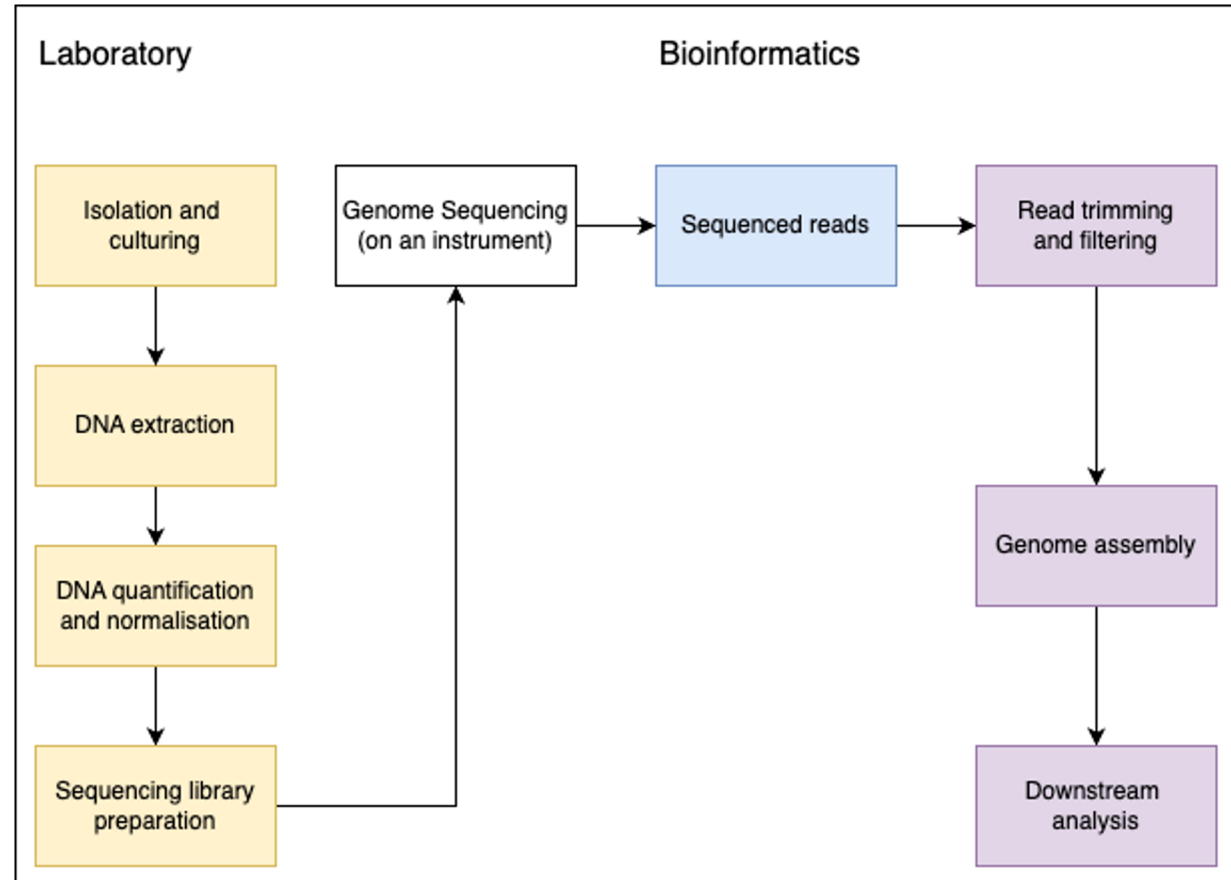 Laboratory
Bioinformatics
Isolation and
culturing
DNA extraction
DNA quantification
and normalisation
Sequencing library
preparation
Genome Sequencing
(on an instrument)
Sequenced reads
Read trimming
and filtering
Genome assembly
Downstream
analysis